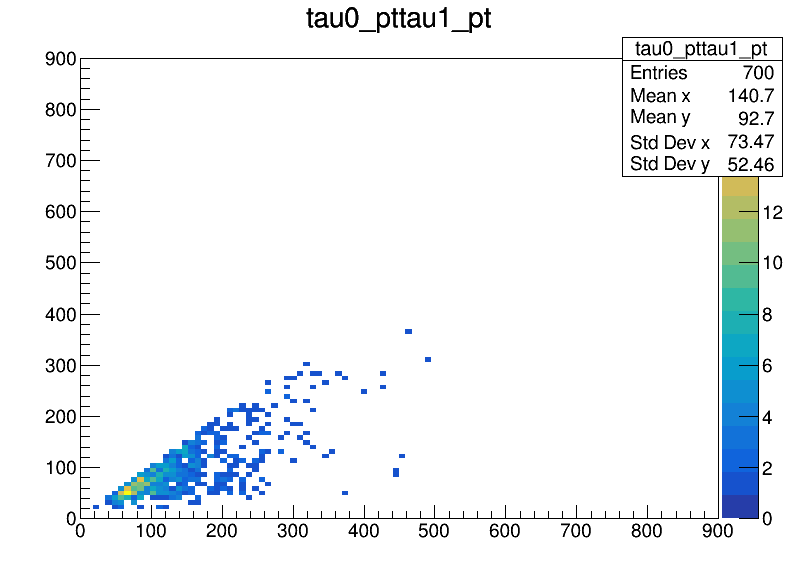 tau0_pttau1_pt
tau0_pttau1_pt
Entries 700
Mean x 140.7
Mean y 92.7
Std Dev x 73.47
Std Dev y 52.46
900
800
700
600
500
400
300
200
100
0
0 100 200 300 400 500 600 700 800 900
12
10
8
6
4
2
0